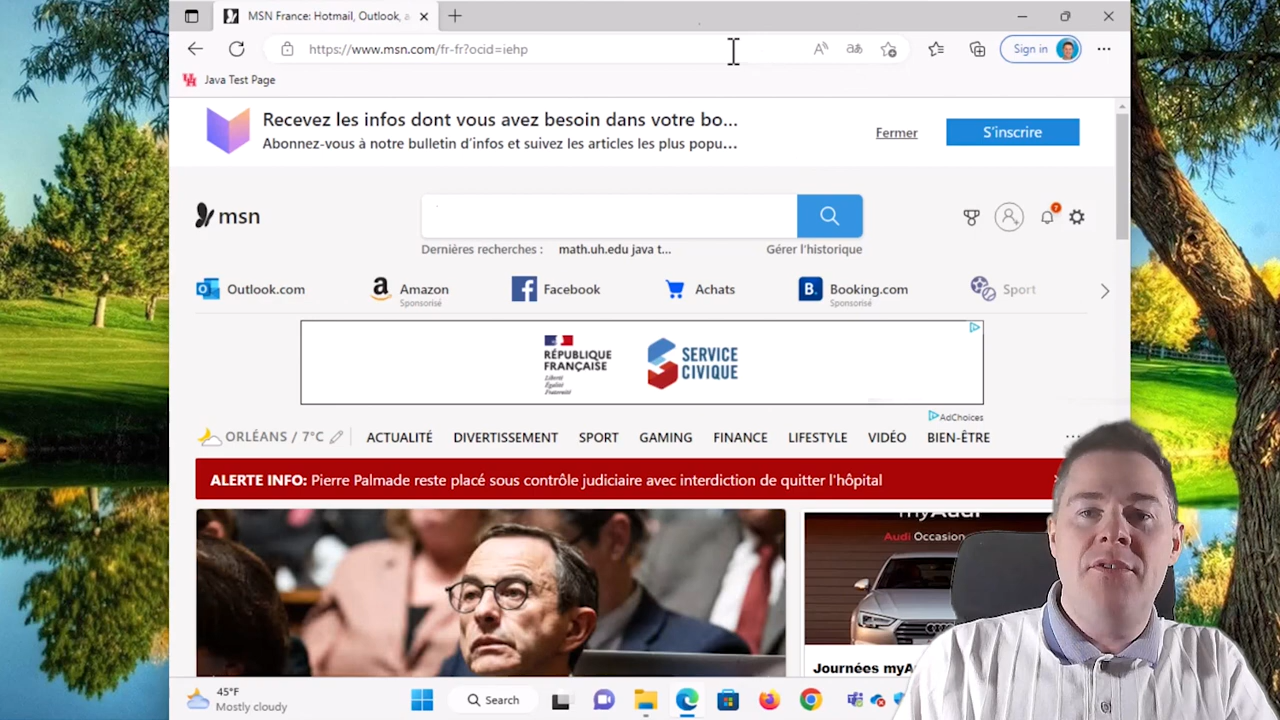 MSN France: Hotmail, Outlook, a
https://www.msn.com/fr-fr?ocid=iehp
Sign in
Java Test Page
Recevez les infos dont vous avez besoin dans votre bo...
Abonnez-vous à notre bulletin d'infos et suivez les articles les plus popu...
Fermer
S'inscrire
msn
Dernières recherches : math.uh.edu java t...
Gérer l'historique
Outlook.com
Amazon
Sponsorisé
Facebook
Achats
Booking.com
Sponsorisé
Sport
RÉPUBLIQUE
FRANÇAISE
Liberté
Égalité
Fraternité
SERVICE
CIVIQUE
AdChoices
ORLÉANS / 7°C
ACTUALITÉ DIVERTISSEMENT SPORT GAMING FINANCE LIFESTYLE VIDÉO BIEN-ÊTRE
ALERTE INFO: Pierre Palmade reste placé sous contrôle judiciaire avec interdiction de quitter l'hôpital
myAudi
Audi Occasion
Journées myA
45°F
Mostly cloudy
Search